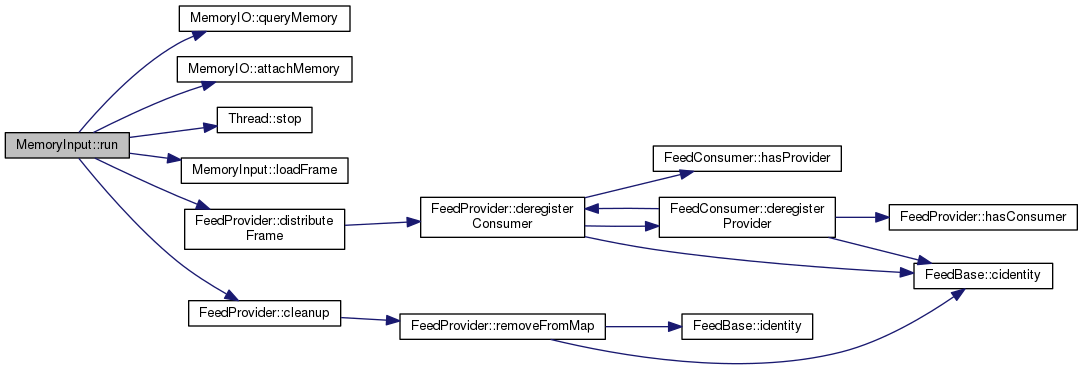 MemoryIO::queryMemory
MemoryIO::attachMemory
Thread::stop
MemoryInput::run
MemoryInput::loadFrame
FeedProvider::distribute
Frame
FeedProvider::cleanup
FeedProvider::deregister
Consumer
FeedProvider::removeFromMap
FeedConsumer::hasProvider
FeedConsumer::deregister
Provider
FeedBase::identity
FeedProvider::hasConsumer
FeedBase::cidentity